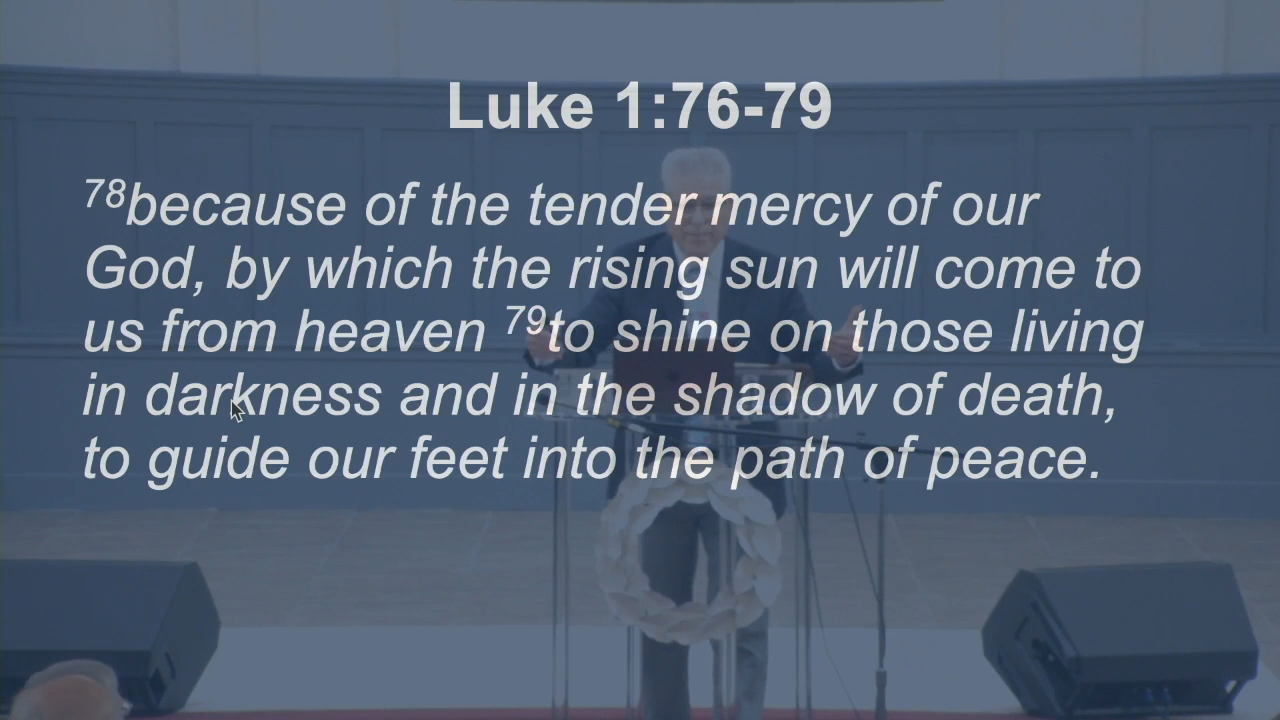 Luke 1:76-79
78because of the tender mercy of our
God, by which the rising sun will come to
us from heaven 79to shine on those living
in darkness and in the shadow of death,
to guide our feet into the path of peace.